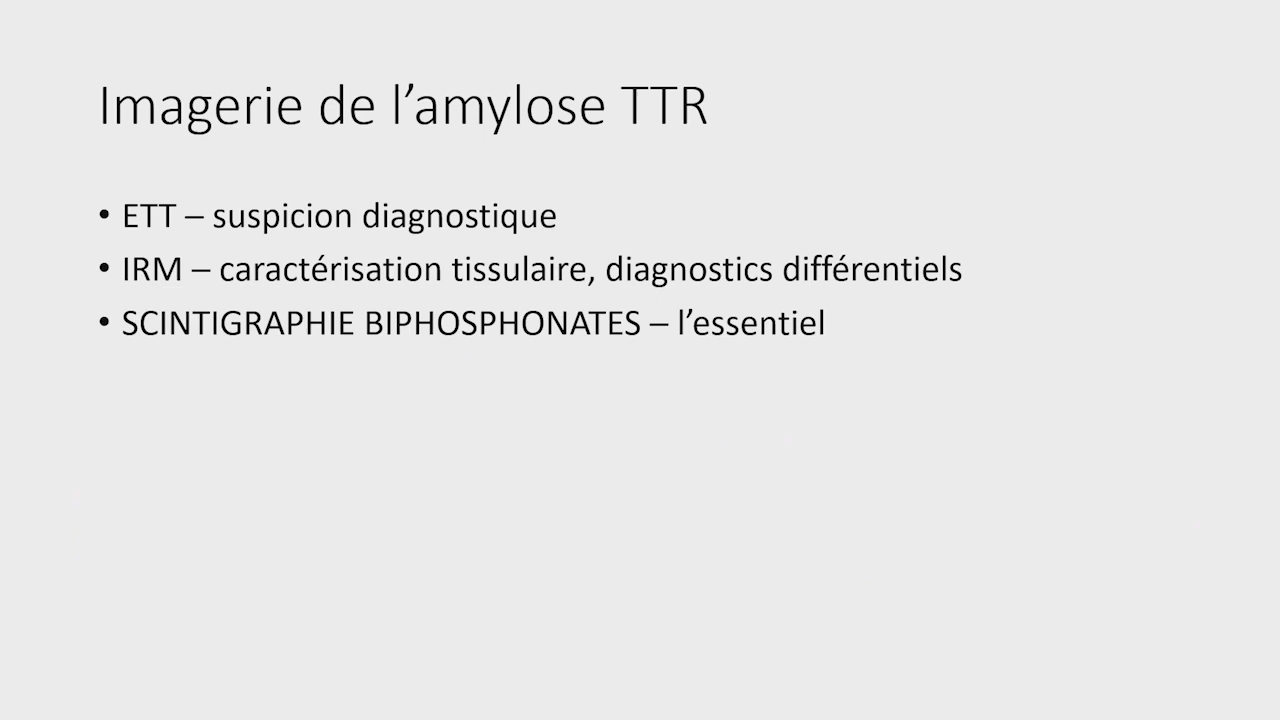 Imagerie de l’amylose TTR
• ETT – suspicion diagnostique
• IRM – caractérisation tissulaire, diagnostics différentiels
• SCINTIGRAPHIE BIPHOSPHONATES – l’essentiel